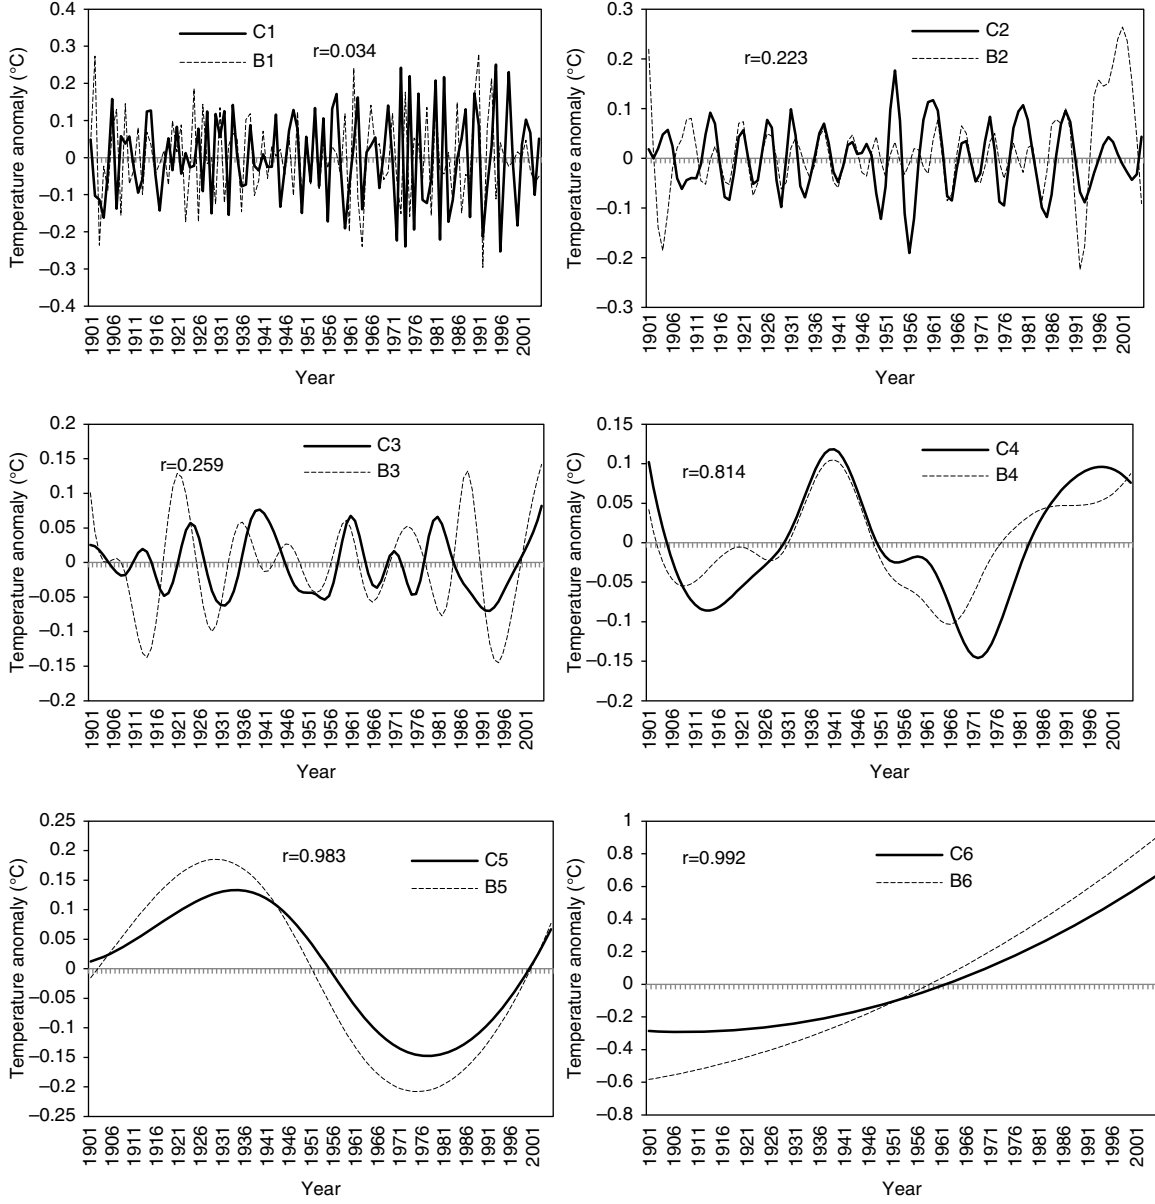 0.4
0.3
0.2
0.1
0
−0.1
−0.2
−0.3
−0.4
Temperature anomaly (°C)
C1
B1
r=0.034
1901 1906 1911 1916 1921 1926 1931 1936 1941 1946 1951 1956 1961 1966 1971 1976 1981 1986 1991 1996 2001
Year
0.3
0.2
0.1
0
−0.1
−0.2
−0.3
Temperature anomaly (°C)
C2
B2
r=0.223
1901 1906 1911 1916 1921 1926 1931 1936 1941 1946 1951 1956 1961 1966 1971 1976 1981 1986 1991 1996 2001
Year
0.2
0.15
0.1
0.05
0
−0.05
−0.1
−0.15
−0.2
Temperature anomaly (°C)
C3
B3
r=0.259
1901 1906 1911 1916 1921 1926 1931 1936 1941 1946 1951 1956 1961 1966 1971 1976 1981 1986 1991 1996 2001
Year
0.15
0.1
0.05
0
−0.05
−0.1
−0.15
−0.2
Temperature anomaly (°C)
C4
B4
r=0.814
1901 1906 1911 1916 1921 1926 1931 1936 1941 1946 1951 1956 1961 1966 1971 1976 1981 1986 1991 1996 2001
Year
0.25
0.2
0.15
0.1
0.05
0
−0.05
−0.1
−0.15
−0.2
−0.25
Temperature anomaly (°C)
r=0.983
C5
B5
1901 1906 1911 1916 1921 1926 1931 1936 1941 1946 1951 1956 1961 1966 1971 1976 1981 1986 1991 1996 2001
Year
1
0.8
0.6
0.4
0.2
0
−0.2
−0.4
−0.6
−0.8
Temperature anomaly (°C)
r=0.992
C6
B6
1901 1906 1911 1916 1921 1926 1931 1936 1941 1946 1951 1956 1961 1966 1971 1976 1981 1986 1991 1996 2001
Year